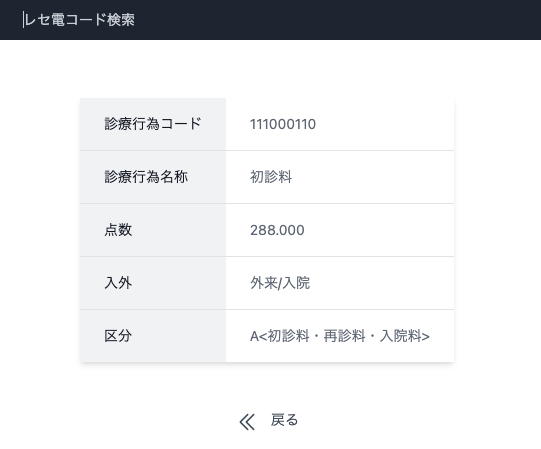 レセ電コード検索
診療行為コード 111000110
診療行為名称 初診料
点数 288.000
入外 外来/入院
区分 A<初診料・再診料・入院料>
戻る